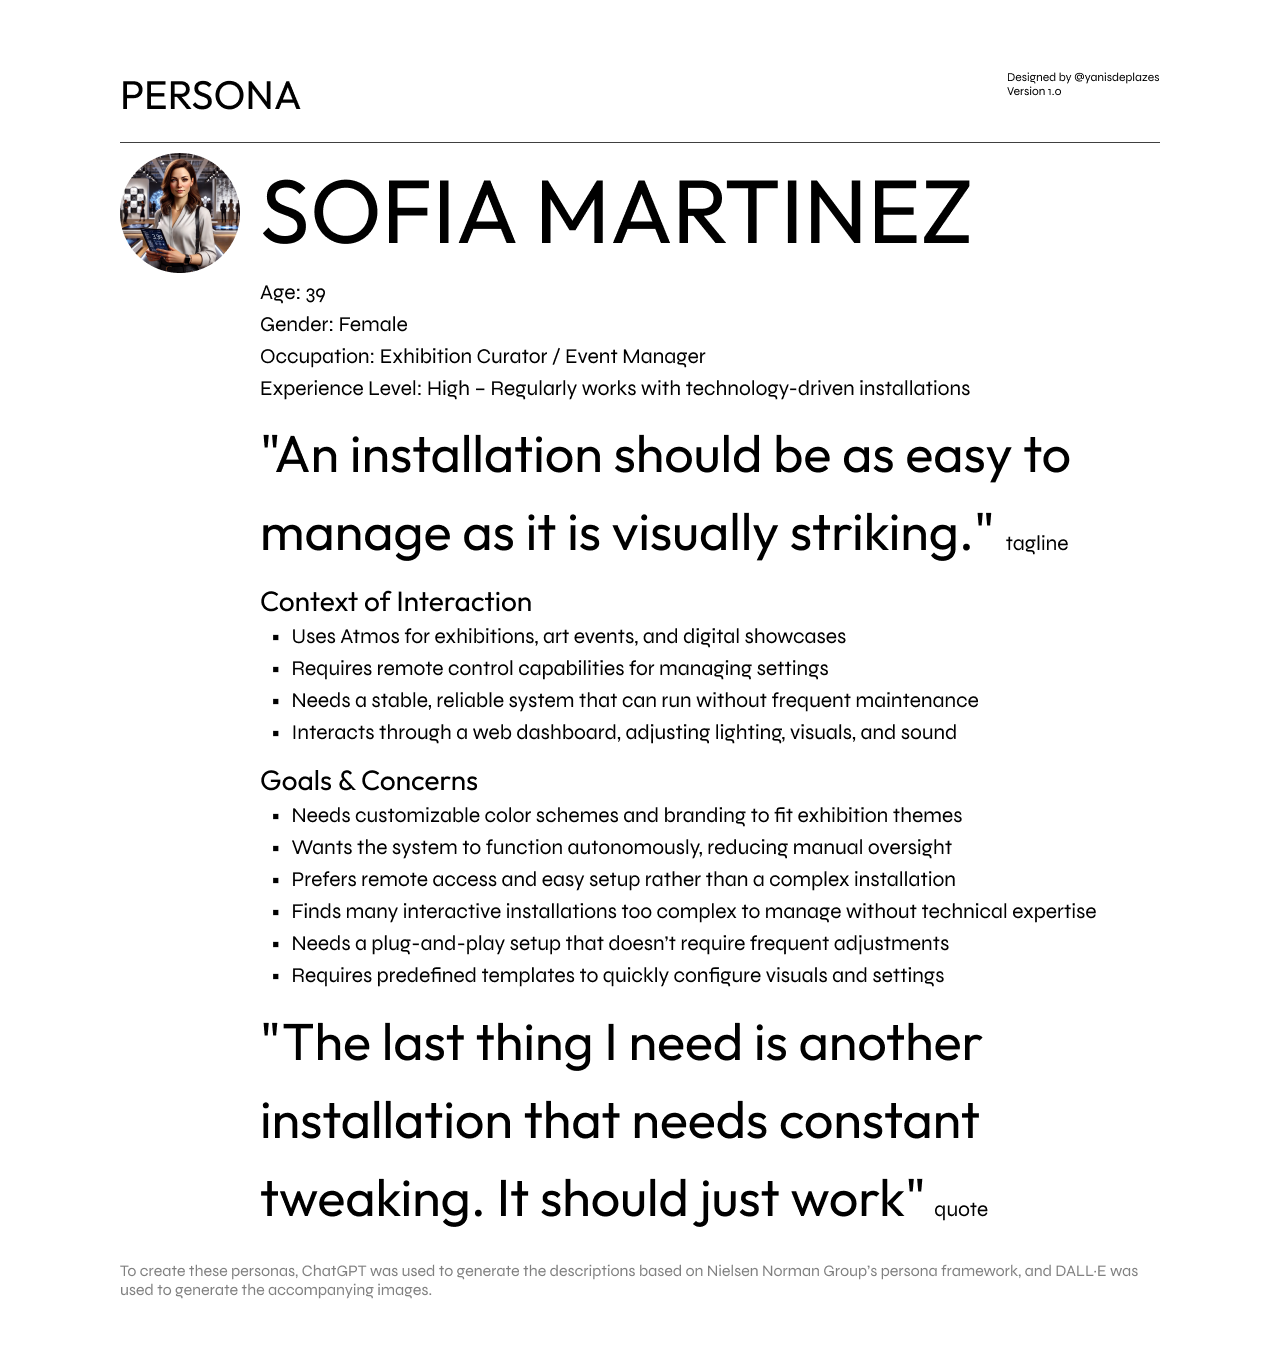 PERSONA
Designed by @yanisdeplazes
Version 1.0
SOFIA MARTINEZ
Age: 39
Gender: Female
Occupation: Exhibition Curator / Event Manager
Experience Level: High – Regularly works with technology-driven installations
"An installation should be as easy to
manage as it is visually striking." tagline
Context of Interaction
▪ Uses Atmos for exhibitions, art events, and digital showcases
▪ Requires remote control capabilities for managing settings
▪ Needs a stable, reliable system that can run without frequent maintenance
▪ Interacts through a web dashboard, adjusting lighting, visuals, and sound
Goals & Concerns
▪ Needs customizable color schemes and branding to fit exhibition themes
▪ Wants the system to function autonomously, reducing manual oversight
▪ Prefers remote access and easy setup rather than a complex installation
▪ Finds many interactive installations too complex to manage without technical expertise
▪ Needs a plug-and-play setup that doesn’t require frequent adjustments
▪ Requires predefined templates to quickly configure visuals and settings
"The last thing I need is another
installation that needs constant
tweaking. It should just work" quote
To create these personas, ChatGPT was used to generate the descriptions based on Nielsen Norman Group’s persona framework, and DALL·E was
used to generate the accompanying images.